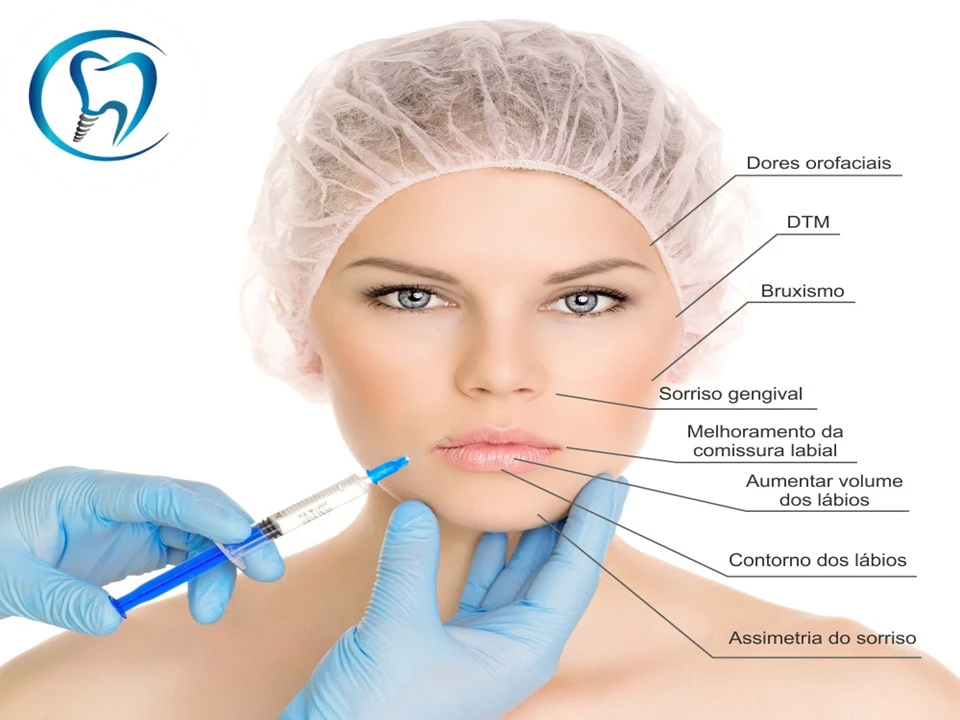 Dores orofaciais
DTM
Bruxismo
Sorriso gengival
Melhoramento da
comissura labial
Aumentar volume
dos lábios
Contorno dos lábios
Assimetria do sorriso